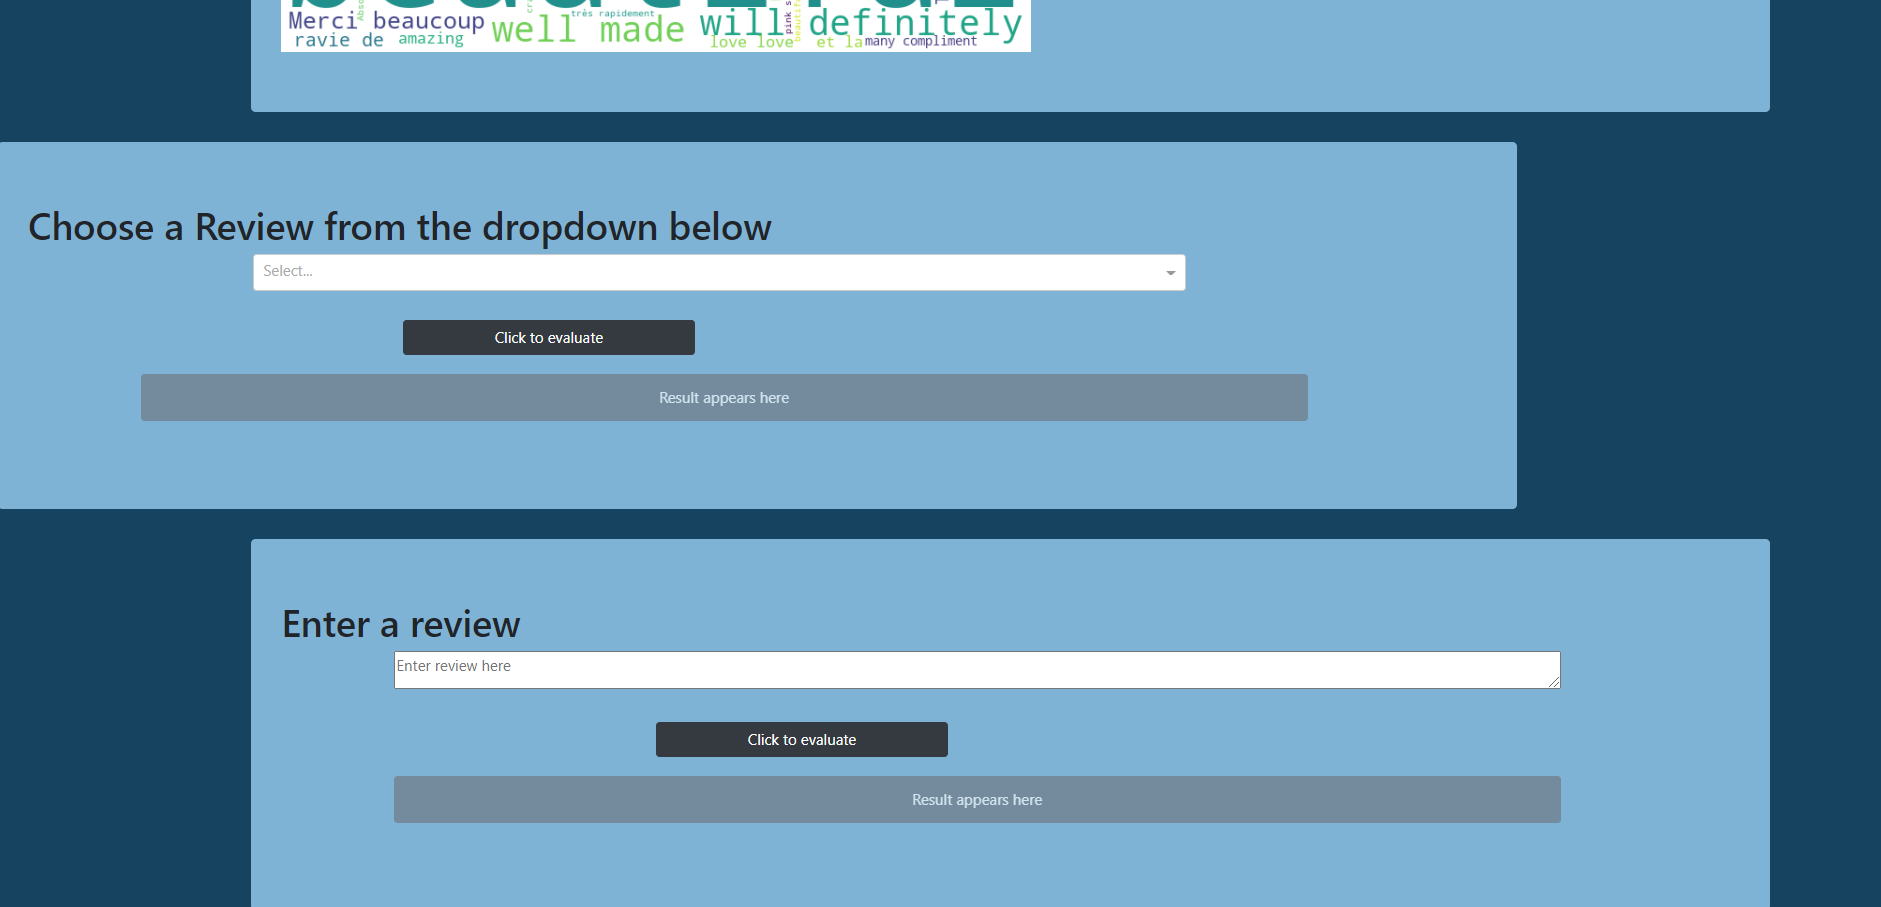 Merci beaucoup
très rapidement
well made
will definitely
ravie de
amazing
love love
et la
many compliment
Choose a Review from the dropdown below
Select...
Click to evaluate
Result appears here
Enter a review
Enter review here
Click to evaluate
Result appears here